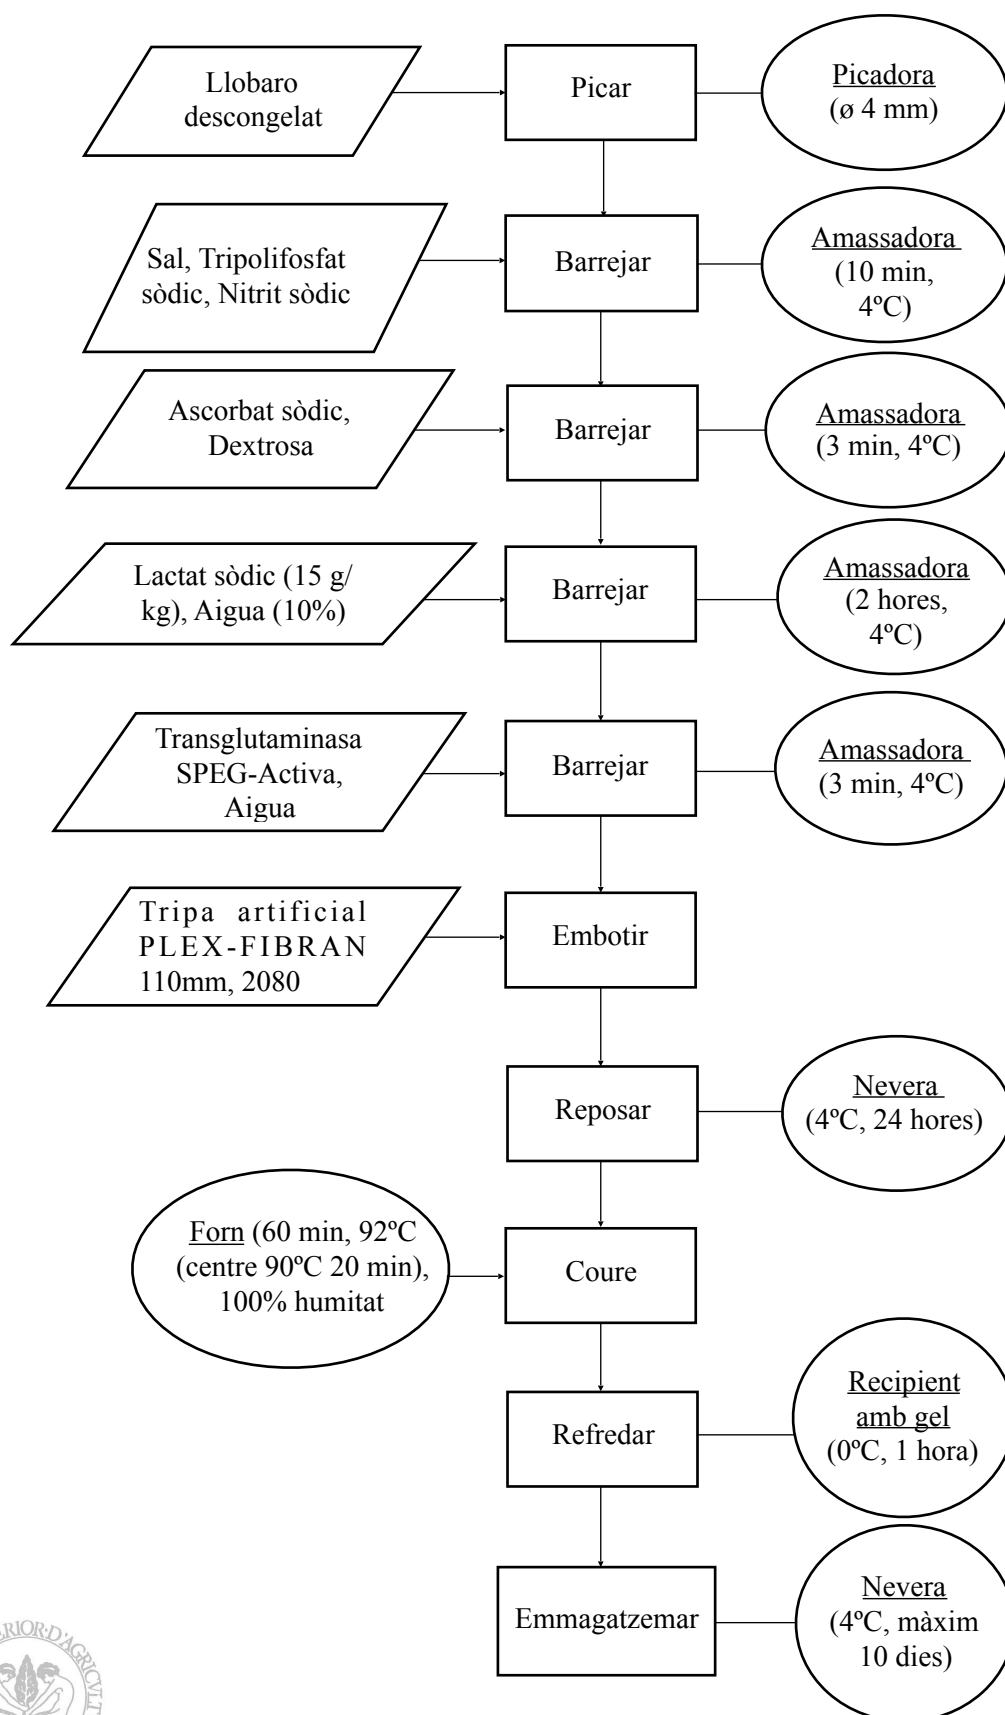 Llobaro
descongelat
Picar
Picadora
(ø 4 mm)
Sal, Tripolifosfat
sòdic, Nitrit sòdic
Barrejar
Amassadora
(10 min,
4ºC)
Ascorbat sòdic,
Dextrosa
Barrejar
Amassadora
(3 min, 4ºC)
Lactat sòdic (15 g/
kg), Aigua (10%)
Barrejar
Amassadora
(2 hores,
4ºC)
Transglutaminasa
SPEG-Activa,
Aigua
Barrejar
Amassadora
(3 min, 4ºC)
Tripa artificial
PLEX-FIBRAN
110mm, 2080
Embotir
Reposar
Nevera
(4ºC, 24 hores)
Forn (60 min, 92ºC
(centre 90ºC 20 min),
100% humitat
Coure
Refredar
Recipient
amb gel
(0ºC, 1 hora)
Emmagatzemar
Nevera
(4ºC, màxim
10 dies)